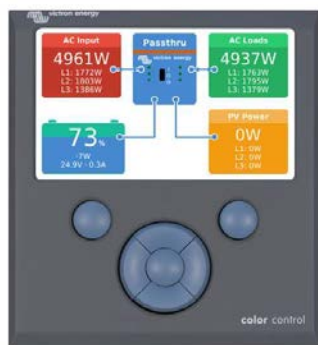 victron energy
AC Input
4961W
L1: 1772W
L2: 1803W
L3: 1386W
Passthru
victron energy
AC Loads
4937W
L1: 1763W
L2: 1795W
L3: 1379W
73%
-7W
24.9V -0.3A
PV Power
0W
L1: 0W
L2: 0W
L3: 0W
color control